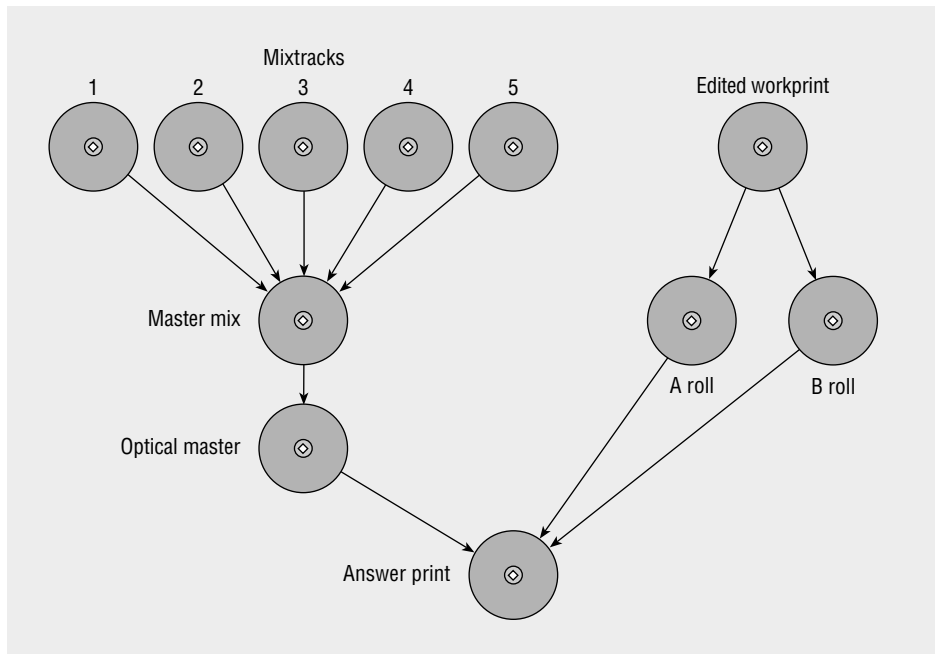 Mixtracks
1 2 3 4 5
Edited workprint
Master mix
A roll
B roll
Optical master
Answer print